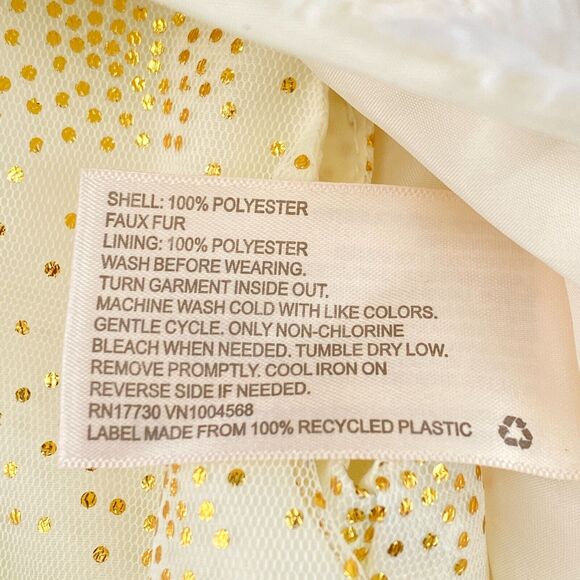 SHELL: 100% POLYESTER
FAUX FUR
LINING: 100% POLYESTER
WASH BEFORE WEARING.
TURN GARMENT INSIDE OUT.
MACHINE WASH COLD WITH LIKE COLORS.
GENTLE CYCLE. ONLY NON-CHLORINE
BLEACH WHEN NEEDED. TUMBLE DRY LOW.
REMOVE PROMPTLY. COOL IRON ON
REVERSE SIDE IF NEEDED.
RN17730 VN1004568
LABEL MADE FROM 100% RECYCLED PLASTIC